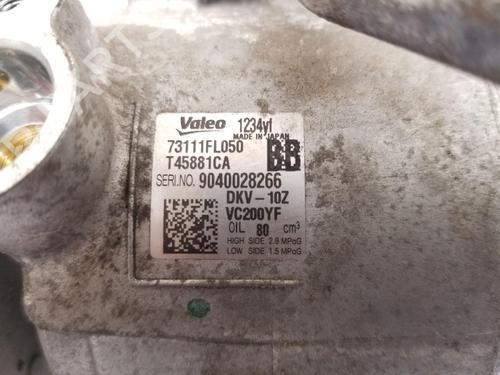 Valeo 1234yf
MADE IN JAPAN
73111FL050 BB
T45881CA
SERI.NO. 9040028266
DKV-10Z
VC200YF
OIL 80 cm³
HIGH SIDE 2.9 MPaG
LOW SIDE 1.5 MPaG